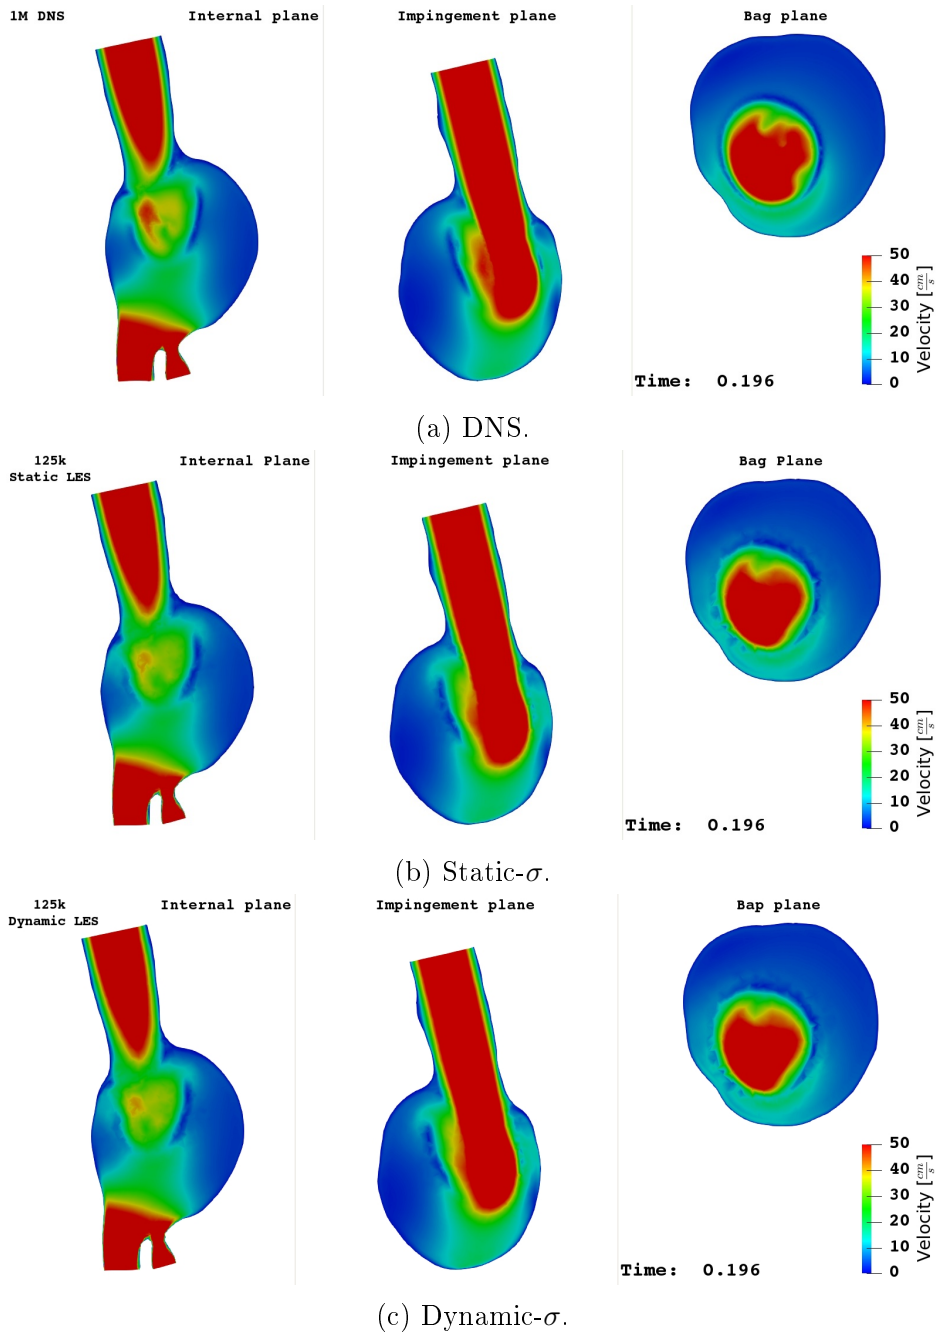 1M DNS Internal plane Impingement plane Bag plane
50
40
30
20
10
0
Velocity [cm/s]
Time: 0.196
(a) DNS.
125k
Static LES
Internal Plane Impingement plane Bag Plane
50
40
30
20
10
0
Velocity [cm/s]
Time: 0.196
(b) Static-σ.
125k
Dynamic LES
Internal plane Impingement plane Bap plane
50
40
30
20
10
0
Velocity [cm/s]
Time: 0.196
(c) Dynamic-σ.